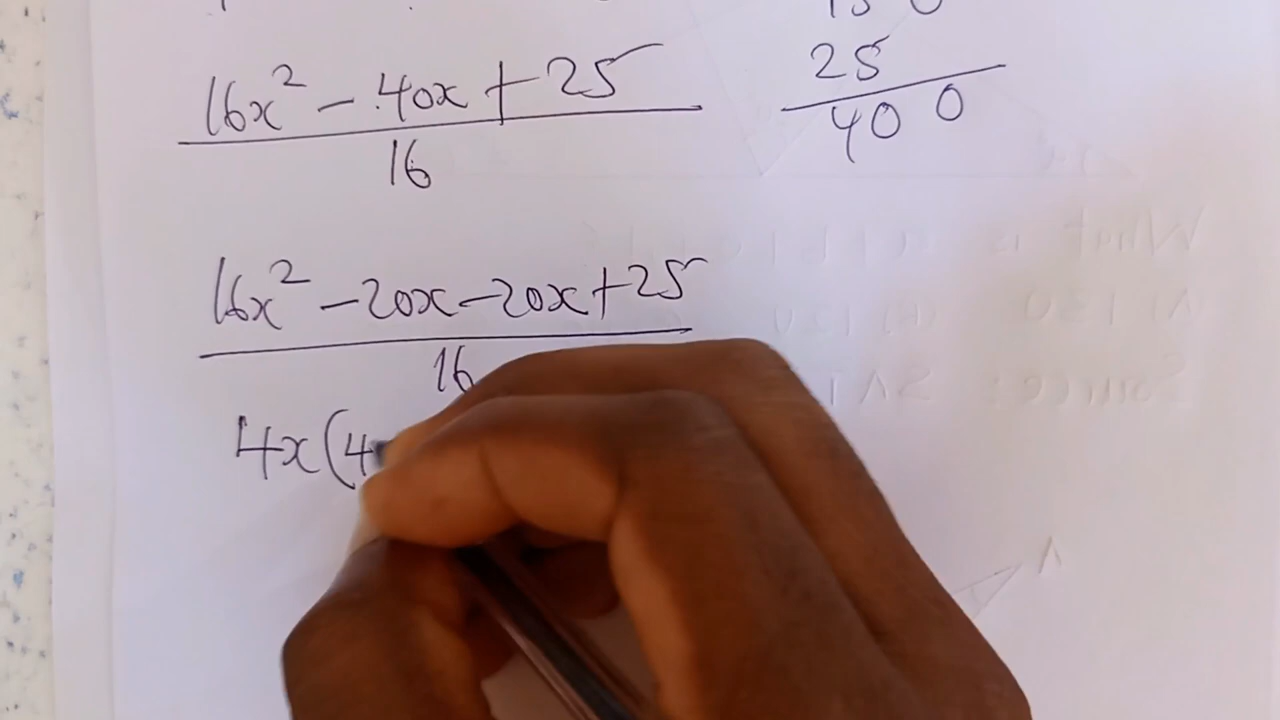 16x² - 40x + 25
16
16x² - 20x - 20x + 25
16
4x(4
25
400